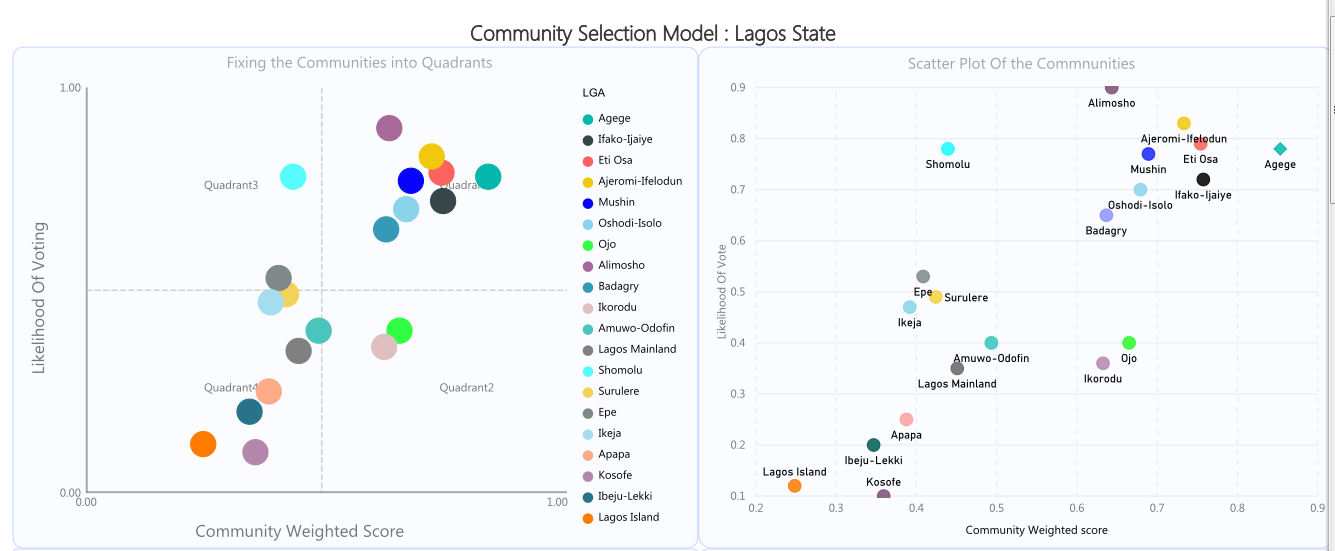 Community Selection Model : Lagos State
Fixing the Communities into Quadrants
1.00
Quadrant3
Likelihood Of Voting
Quadrant4
Quadrant2
0.00
0.00
1.00
Community Weighted Score
LGA
Agege
Ifako-Ijaiye
Eti Osa
Ajeromi-Ifelodun
Mushin
Oshodi-Isolo
Ojo
Alimosho
Badagry
Ikorodu
Amuwo-Odofin
Lagos Mainland
Shomolu
Surulere
Epe
Ikeja
Apapa
Kosofe
Ibeju-Lekki
Lagos Island
Scatter Plot Of the Commnunities
0.9
Alimosho
0.8
Ajeromi-Ifelodun
Shomolu
Mushin
Eti Osa
Agege
0.7
Ifako-Ijaiye
Oshodi-Isolo
Badagry
0.6
Likelihood Of Vote
0.5
Epe
Surulere
Ikeja
0.4
Amuwo-Odofin
Ojo
Lagos Mainland
Ikorodu
0.3
Apapa
0.2
Ibeju-Lekki
Lagos Island
Kosofe
0.1
0.2
0.3
0.4
0.5
0.6
0.7
0.8
0.9
Community Weighted score